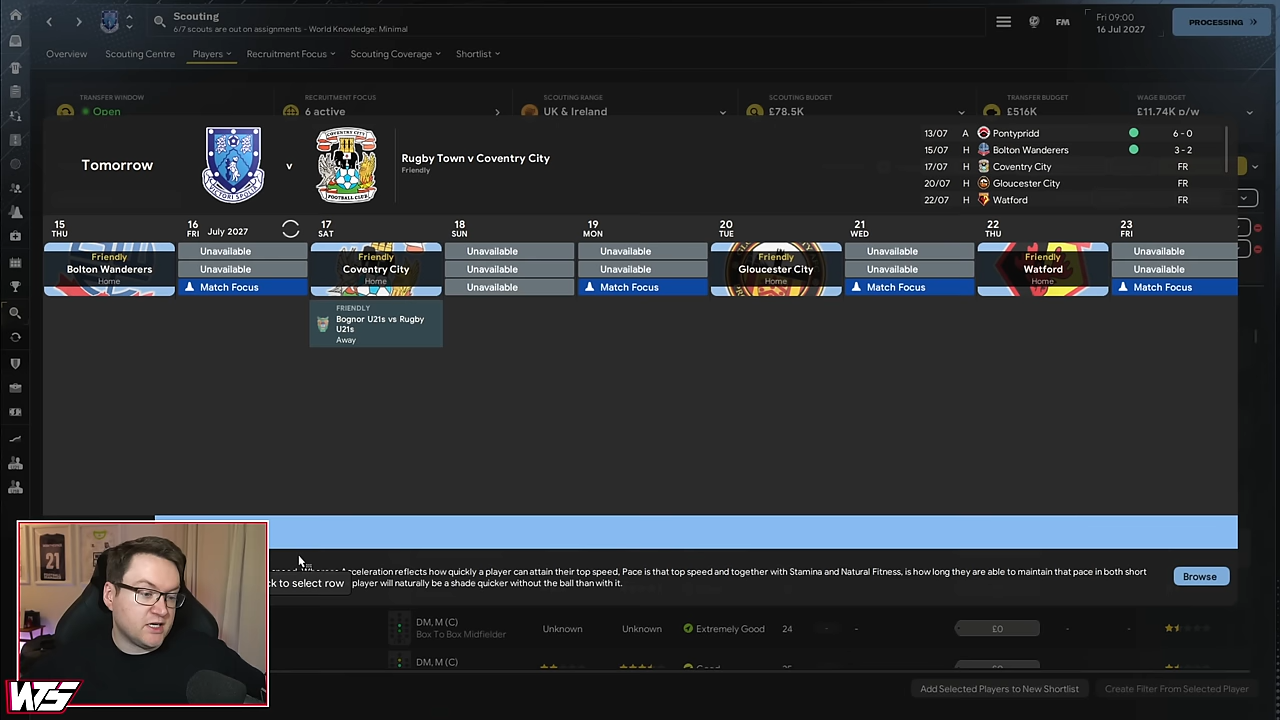 Scouting
6/7 scouts are out on assignments - World Knowledge: Minimal
FM
Fri 09:00
16 Jul 2027
PROCESSING
Overview
Scouting Centre
Players
Recruitment Focus
Scouting Coverage
Shortlist
TRANSFER WINDOW
Open
RECRUITMENT FOCUS
6 active
SCOUTING RANGE
UK & Ireland
SCOUTING BUDGET
£78.5K
TRANSFER BUDGET
£516K
WAGE BUDGET
£11.74K p/w
Tomorrow
v
Rugby Town v Coventry City
Friendly
13/07 A Pontypridd 6 - 0
15/07 H Bolton Wanderers 3 - 2
17/07 H Coventry City FR
20/07 H Gloucester City FR
22/07 H Watford FR
15
THU
16
FRI July 2027
17
SAT
18
SUN
19
MON
20
TUE
21
WED
22
THU
23
FRI
Friendly
Bolton Wanderers
Home
Unavailable
Unavailable
Match Focus
Friendly
Coventry City
Home
Unavailable
Unavailable
Unavailable
Unavailable
Unavailable
Match Focus
Friendly
Gloucester City
Home
Unavailable
Unavailable
Match Focus
Friendly
Watford
Home
Unavailable
Unavailable
Match Focus
FRIENDLY
Bognor U21s vs Rugby
U21s
Away
Acceleration reflects how quickly a player can attain their top speed, Pace is that top speed and together with Stamina and Natural Fitness, is how long they are able to maintain that pace in both short
to select row
player will naturally be a shade quicker without the ball than with it.
Browse
DM, M (C)
Box To Box Midfielder
Unknown
Unknown
Extremely Good
24
-
-
£0
-
-
DM, M (C)
Add Selected Players to New Shortlist
Create Filter From Selected Player
21
WTS